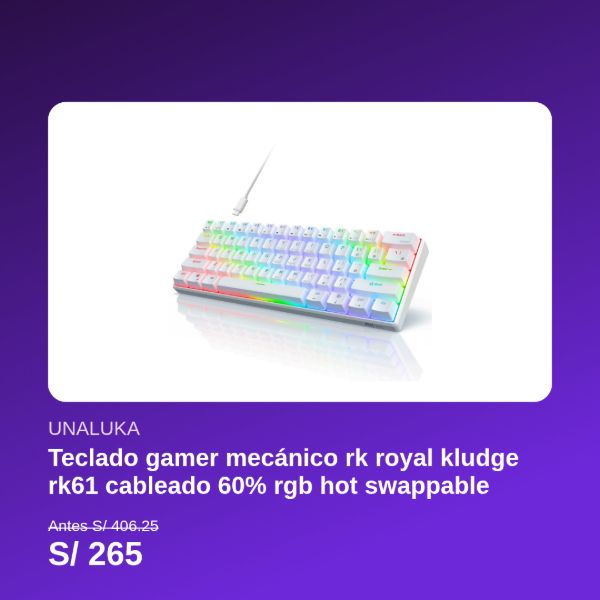 UNALUKA
Teclado gamer mecánico rk royal kludge
rk61 cableado 60% rgb hot swappable
Antes S/ 406.25
S/ 265